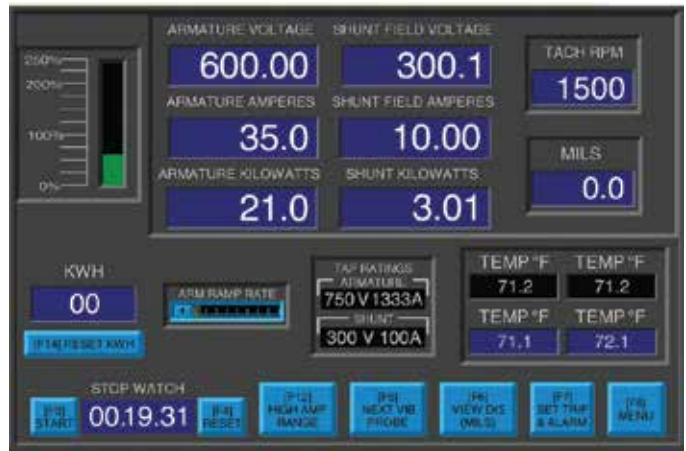 ARMATURE VOLTAGE
SHUNT FIELD VOLTAGE
600.00
300.1
TACH RPM
1500
250%
200%
100%
0%
ARMATURE AMPERES
SHUNT FIELD AMPERES
35.0
10.00
MILS
0.0
ARMATURE KILOWATTS
SHUNT KILOWATTS
21.0
3.01
KWH
00
[F14] RESET KWH
ARM RAMP RATE
TAP RATINGS
ARMATURE
750 V 1333A
SHUNT
300 V 100A
TEMP °F
TEMP °F
71.2
71.2
TEMP °F
TEMP °F
71.1
72.1
STOP WATCH
[F3]
START
00.19.31
[F4]
RESET
[F12]
HIGH AMP
RANGE
[F5]
NEXT VIB
PROBE
[F6]
VIEW DIS
(MILS)
[F7]
SET TRIP
& ALARM
[F8]
MENU